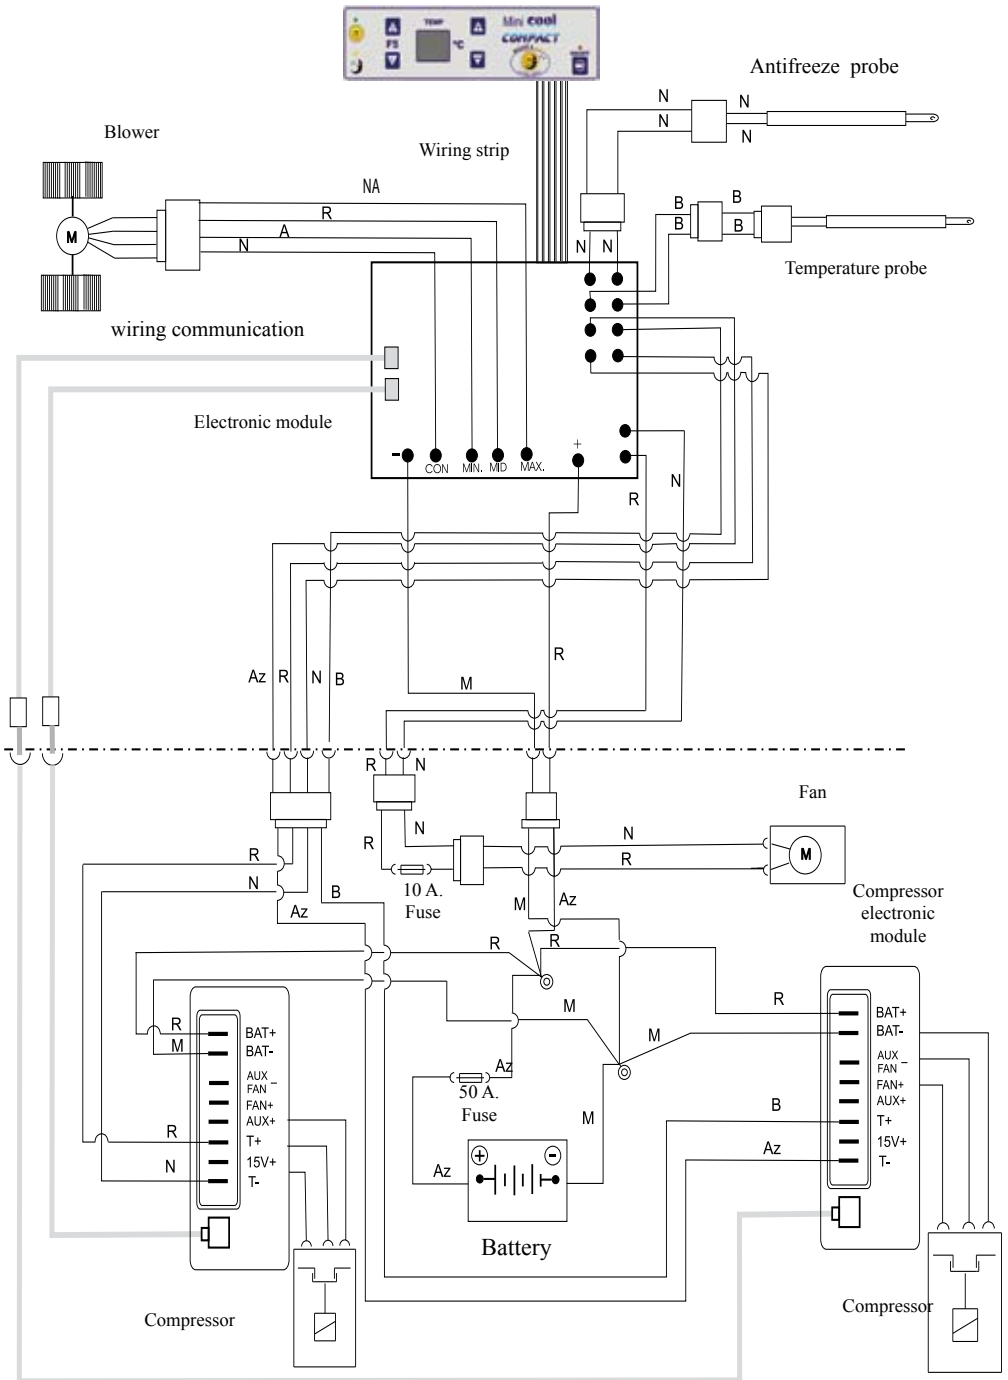 TEMP
Mini cool
COMPACT
FS
°C
Antifreeze probe
N
N
N
N
Blower
Wiring strip
NA
R
A
N
M
B
B
B
B
N
N
Temperature probe
wiring communication
Electronic module
-
CON
MIN.
MID
MAX.
+
R
N
R
Az
R
N
B
M
R
N
Fan
R
N
N
R
M
10 A.
Fuse
R
N
B
Az
M
Az
Compressor
electronic
module
R
R
R
M
M
R
BAT+
BAT-
AUX
FAN -
FAN+
AUX+
T+
15V+
T-
R
M
R
N
Az
50 A.
Fuse
M
B
Az
Az
+
-
Battery
BAT+
BAT-
AUX
FAN -
FAN+
AUX+
T+
15V+
T-
Compressor
Compressor